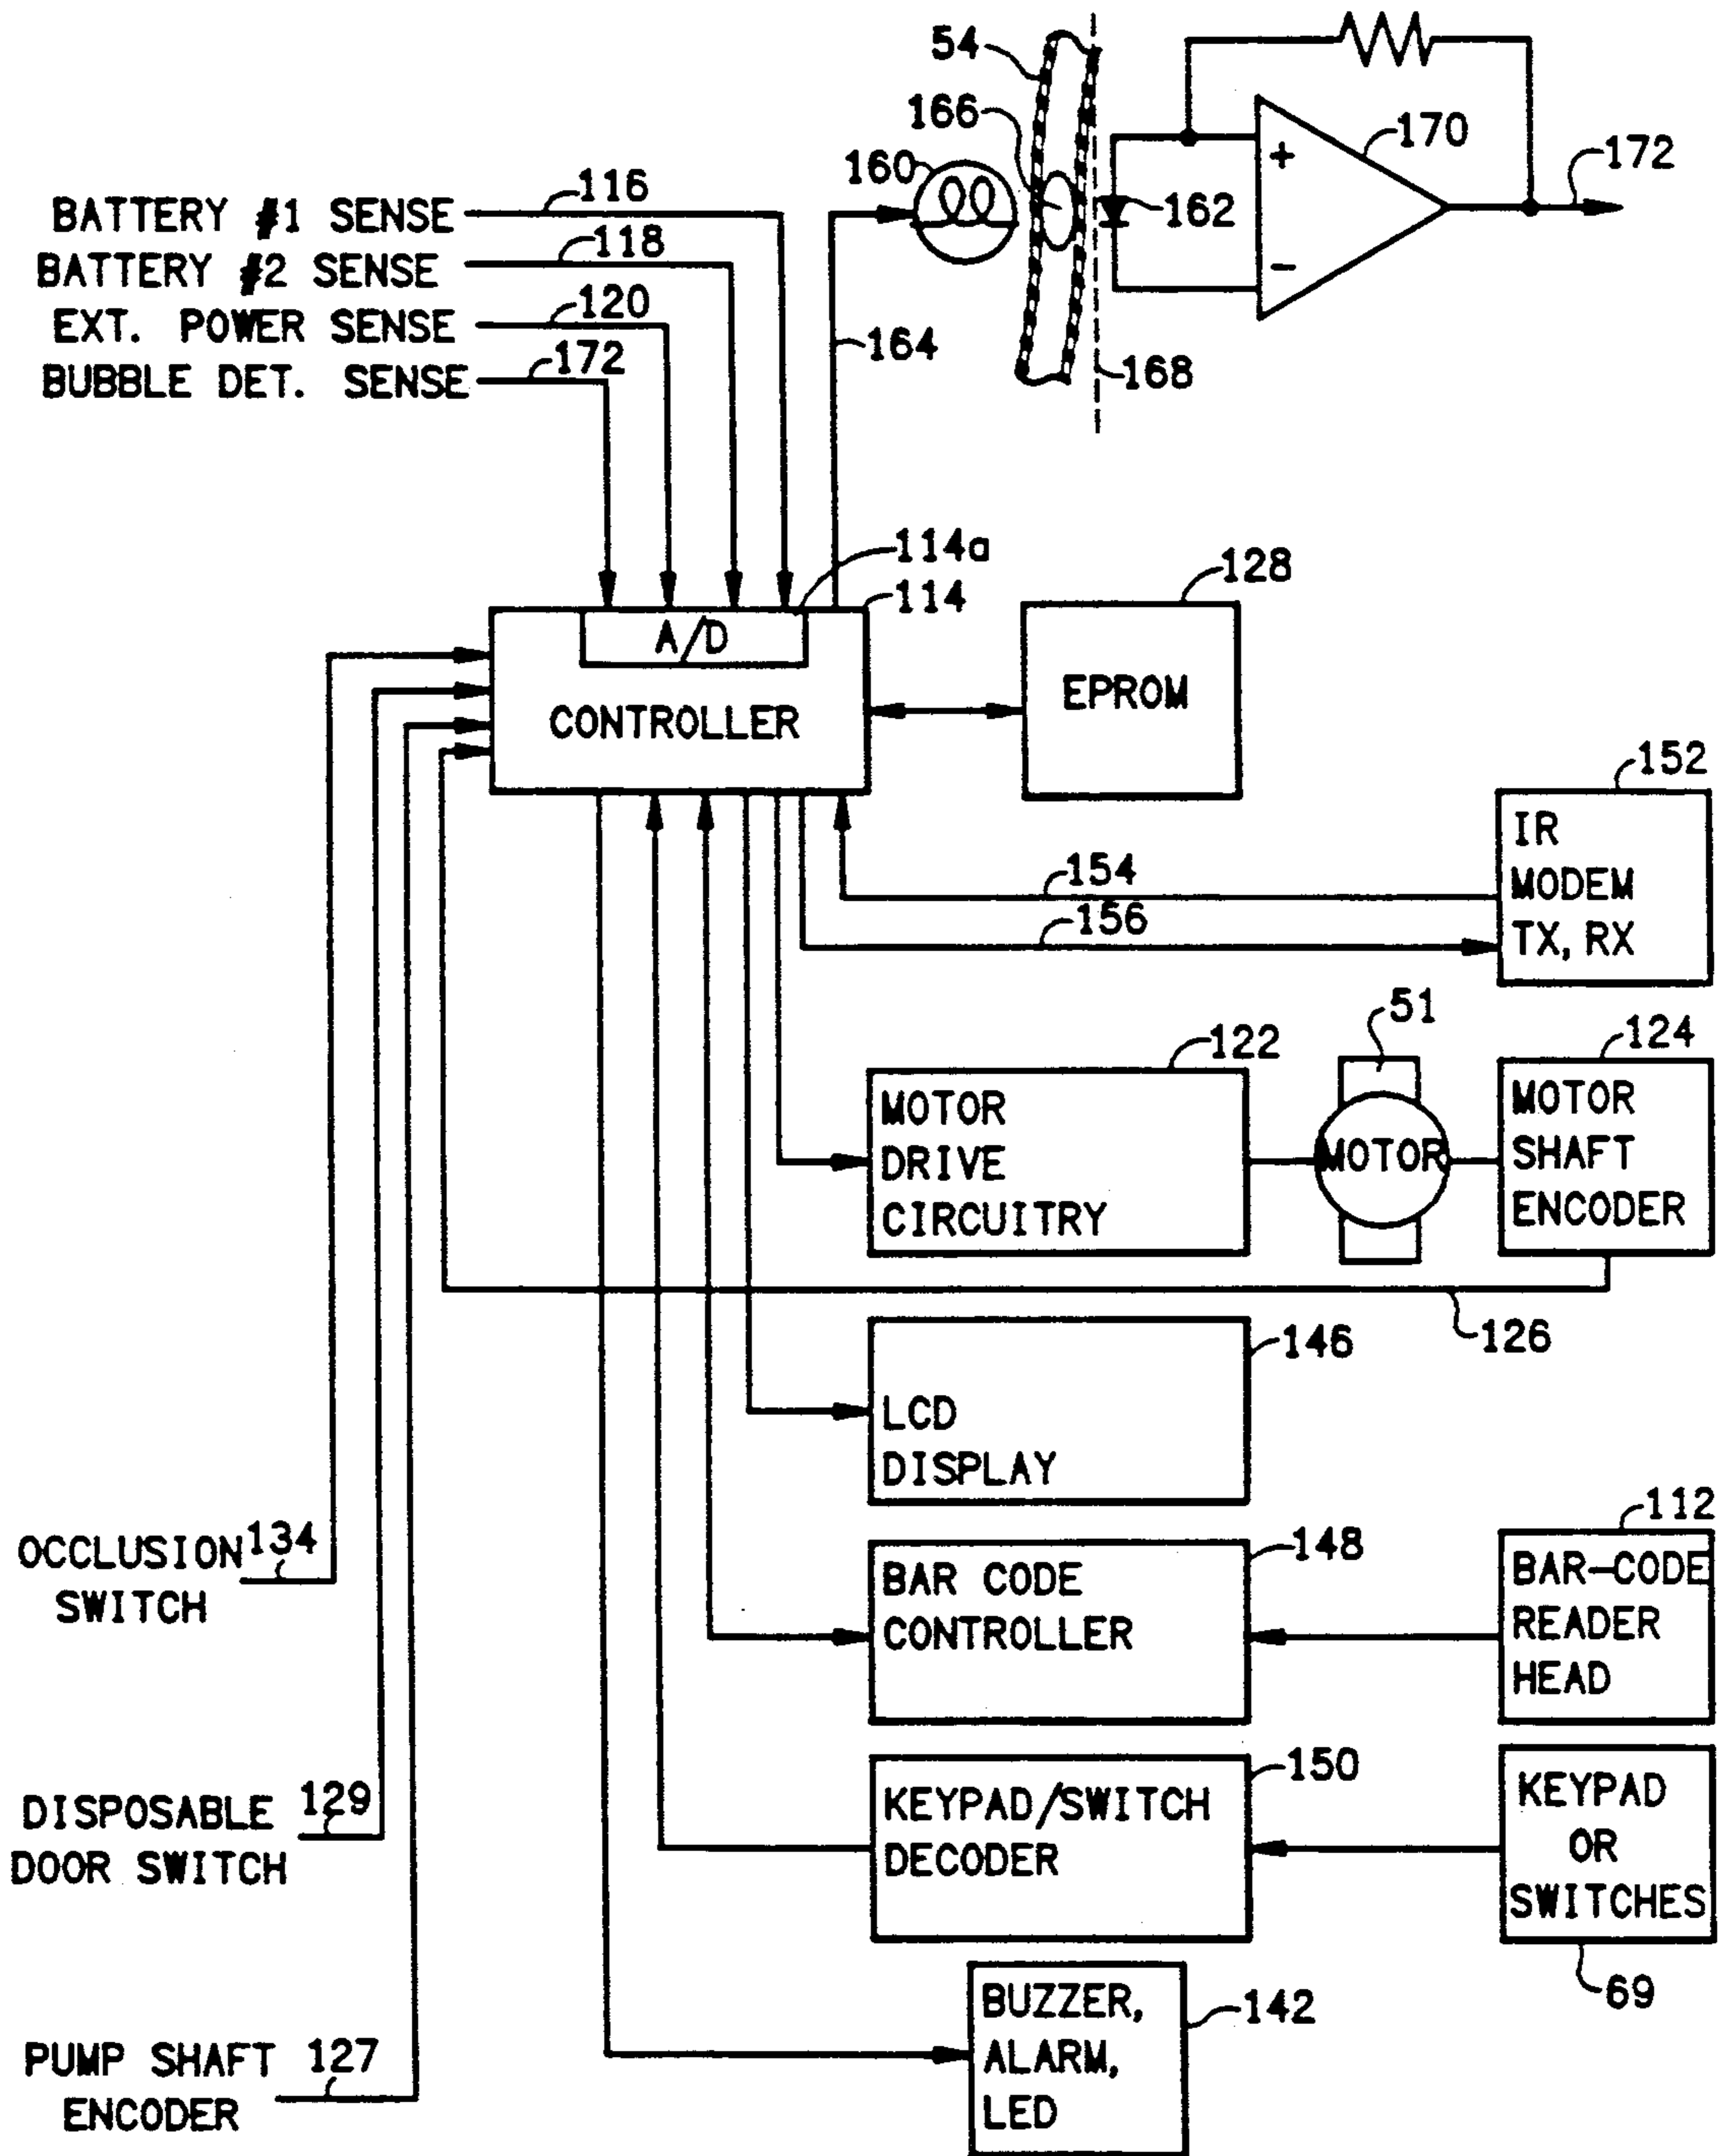 54
166
160
170
+
-
172
162
168
164
BATTERY #1 SENSE
116
BATTERY #2 SENSE
118
EXT. POWER SENSE
120
BUBBLE DET. SENSE
172
114a
114
A/D
CONTROLLER
128
EPROM
152
IR
MODEM
TX, RX
154
156
122
MOTOR
DRIVE
CIRCUITRY
51
MOTOR
124
MOTOR
SHAFT
ENCODER
126
146
LCD
DISPLAY
OCCLUSION
SWITCH
134
148
BAR CODE
CONTROLLER
112
BAR-CODE
READER
HEAD
DISPOSABLE
DOOR SWITCH
129
150
KEYPAD/SWITCH
DECODER
KEYPAD
OR
SWITCHES
69
PUMP SHAFT
ENCODER
127
BUZZER,
ALARM,
LED
142